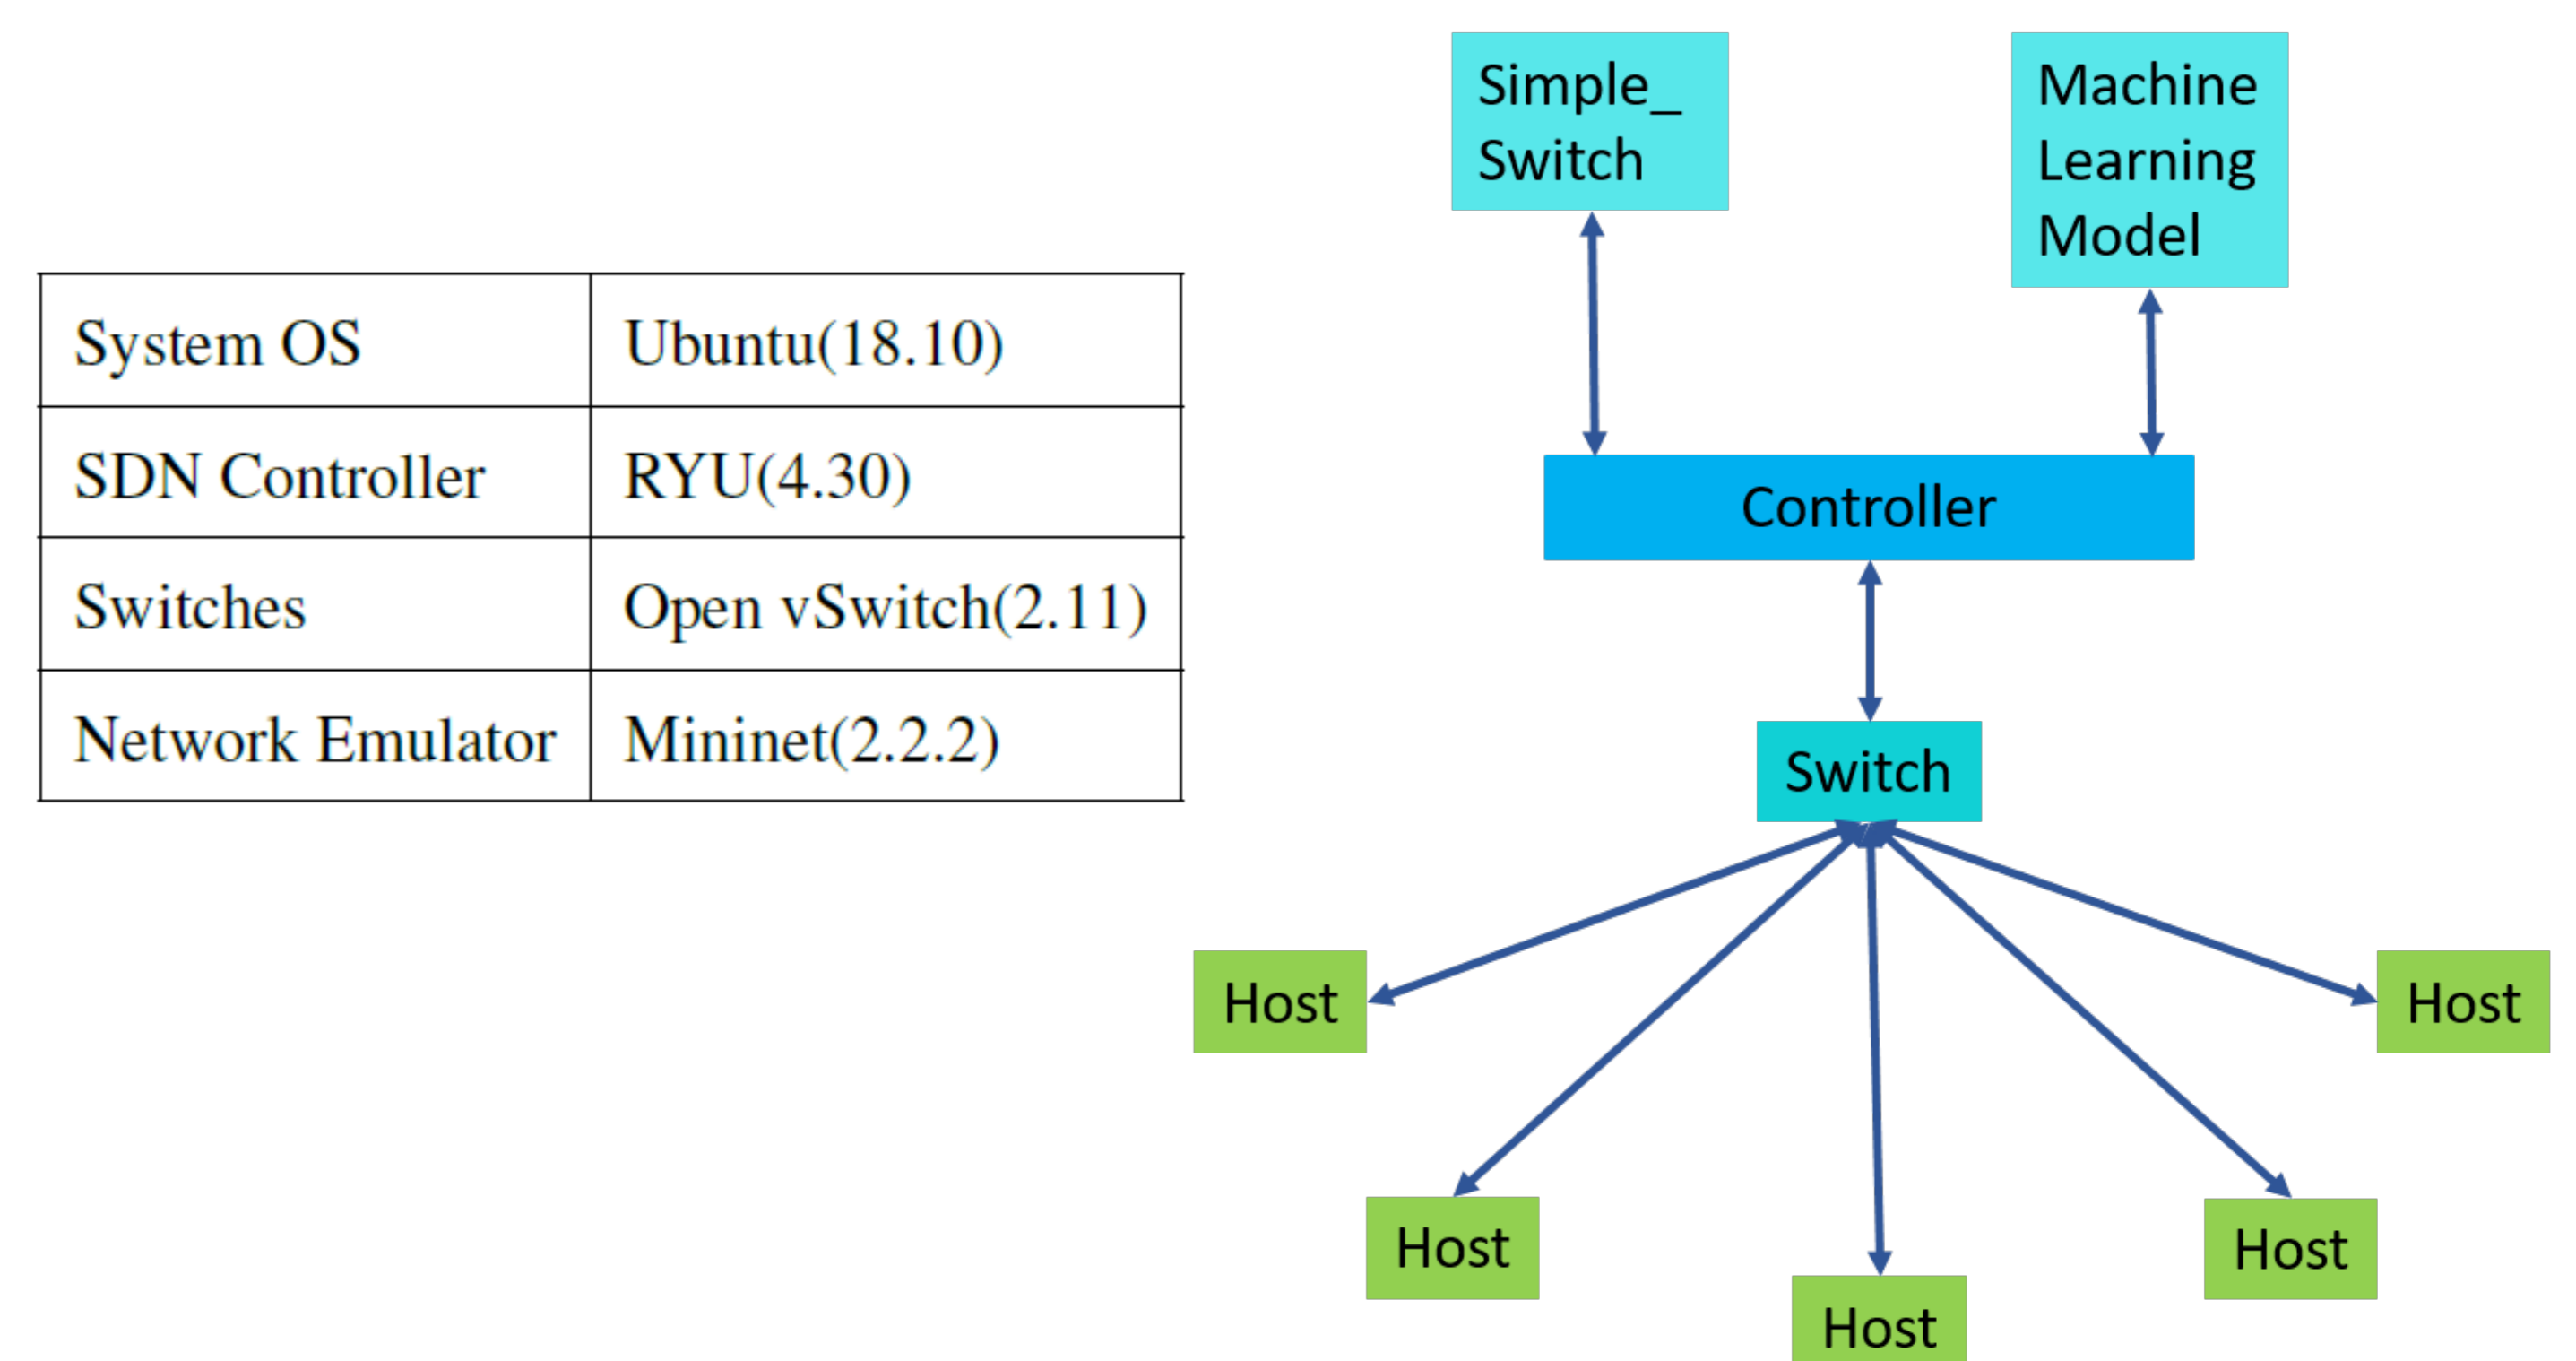 System OS Ubuntu(18.10)
SDN Controller RYU(4.30)
Switches Open vSwitch(2.11)
Network Emulator Mininet(2.2.2)
Simple_
Switch
Machine
Learning
Model
Controller
Switch
Host
Host
Host
Host
Host